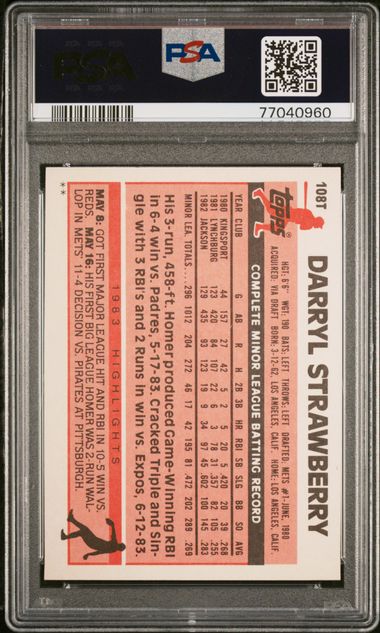 PSA
PSA
77040960
108T
Topps®
DARRYL STRAWBERRY
HGT: 6'6" WGT: 190 BATS: LEFT THROWS: LEFT DRAFTED: METS #1-JUNE, 1980
ACQUIRED: VIA DRAFT BORN: 3-12-62, LOS ANGELES, CALIF. HOME: LOS ANGELES, CALIF.
COMPLETE MINOR LEAGUE BATTING RECORD
YEAR CLUB G AB R H 2B 3B HR RBI SB SLG BB SO AVG
1980 KINGSPORT 44 157 27 42 5 2 5 20 5 .420 20 39 .268
1981 LYNCHBURG 123 420 84 107 22 6 3 78 31 .357 82 105 .255
1982 JACKSON 129 435 93 123 19 9 34 97 45 .602 100 145 .283
MINOR LEA. TOTALS... 296 1012 204 272 46 17 42 195 81 .472 202 289 .269
His 3-run, 458-ft. Homer produced Game-Winning RBI
in 6-4 win vs. Padres, 5-17-83. Cracked Triple and Sin-
gle with 3 RBI's and 2 Runs in win vs. Expos, 6-12-83.
1983 HIGHLIGHTS
MAY 8: GOT FIRST MAJOR LEAGUE HIT AND RBI IN 10-5 WIN VS.
REDS. MAY 16: HIS FIRST BIG LEAGUE HOMER WAS 2-RUN WAL-
LOP IN METS' 11-4 DECISION VS. PIRATES AT PITTSBURGH.
**